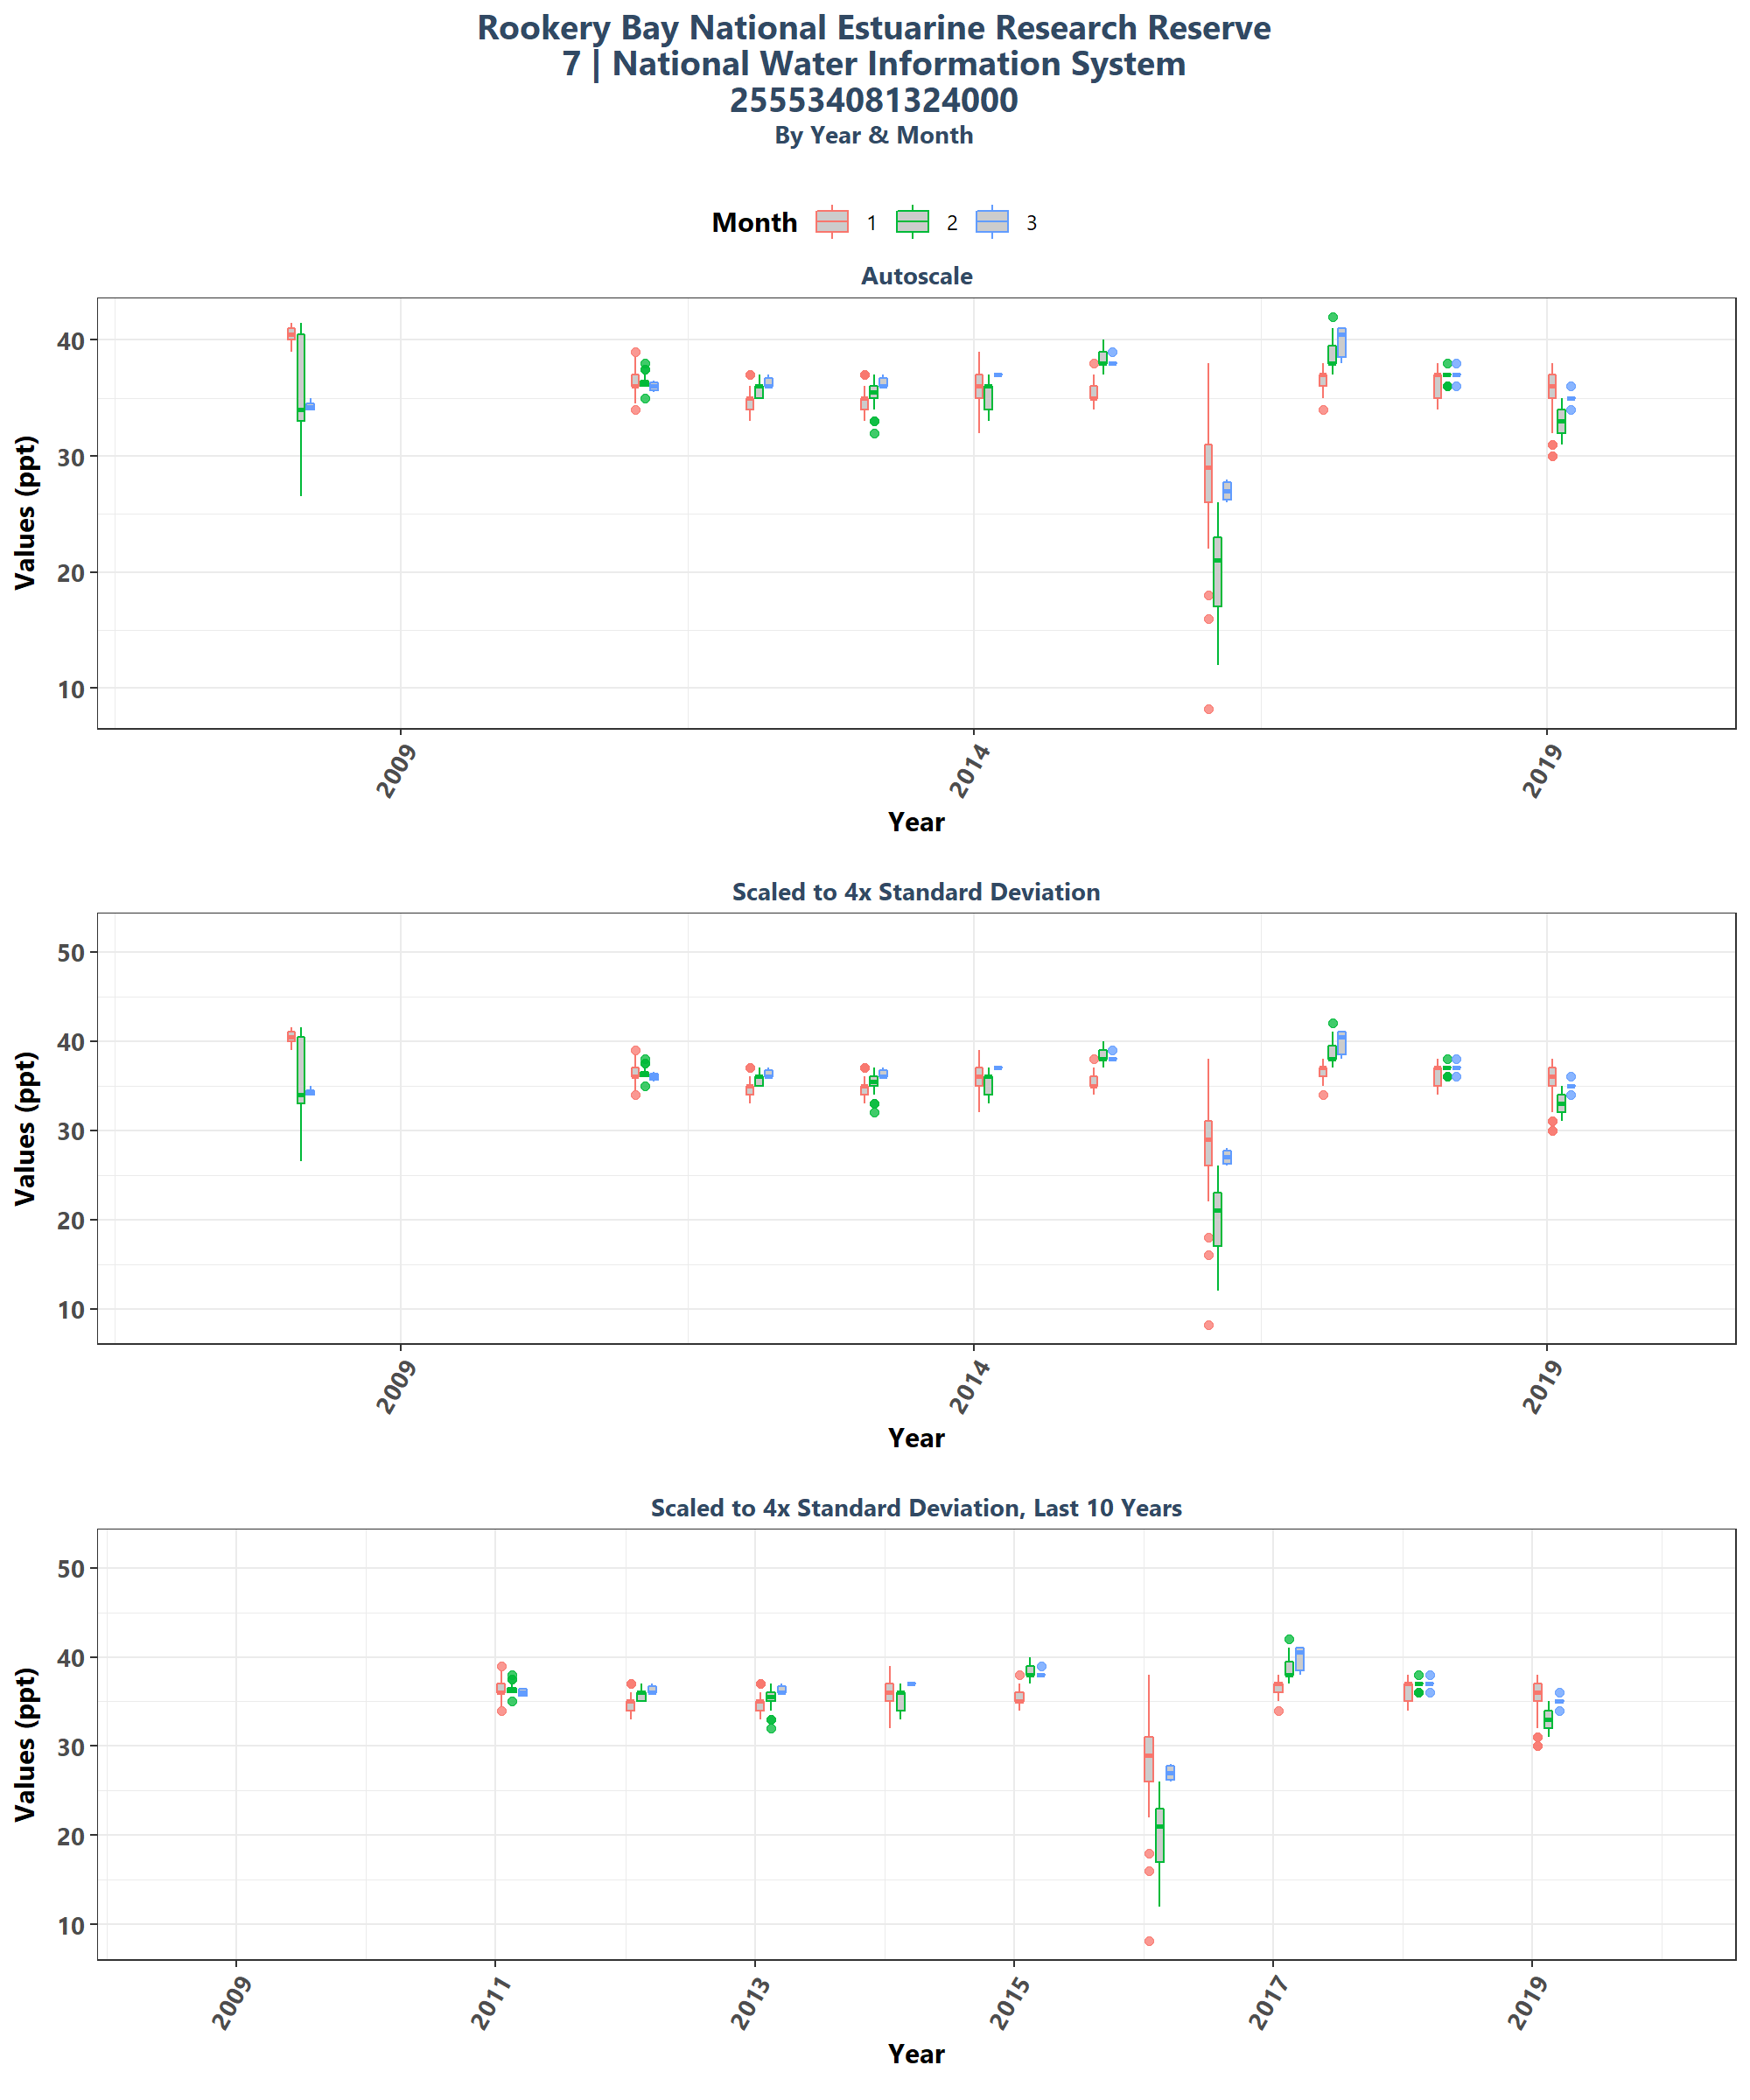 Rookery Bay National Estuarine Research Reserve
7 | National Water Information System
255534081324000
By Year & Month
Month 1 2 3
Autoscale
Values (ppt)
40
30
20
10
2009 2014 2019
Year
Scaled to 4x Standard Deviation
Values (ppt)
50
40
30
20
10
2009 2014 2019
Year
Scaled to 4x Standard Deviation, Last 10 Years
Values (ppt)
50
40
30
20
10
2009 2011 2013 2015 2017 2019
Year